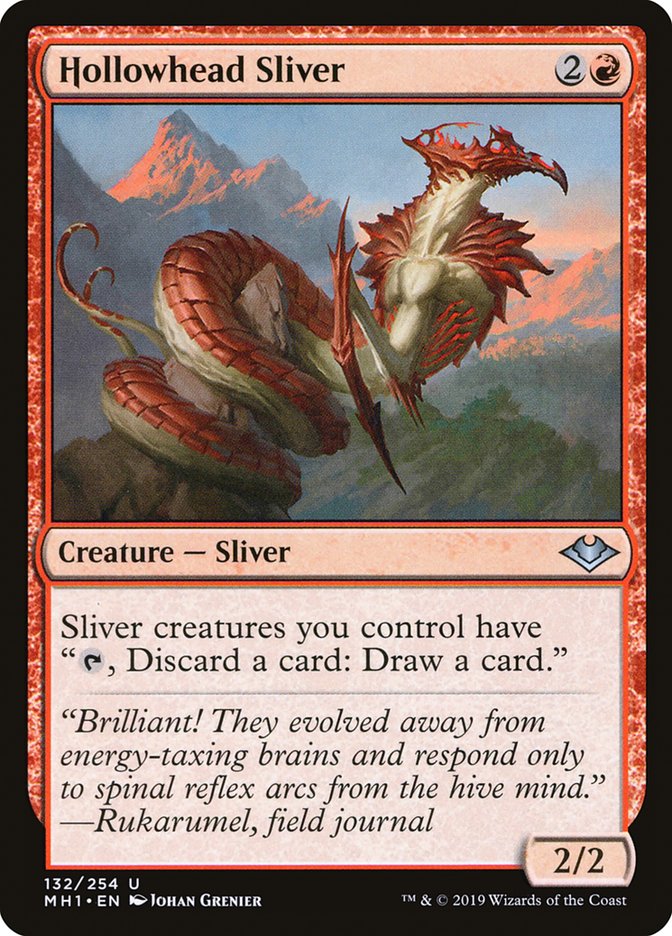 Hollowhead Sliver 2
Creature — Sliver
Sliver creatures you control have
“, Discard a card: Draw a card.”
“Brilliant! They evolved away from
energy-taxing brains and respond only
to spinal reflex arcs from the hive mind.”
—Rukarumel, field journal
2/2
132/254 U
MH1 • EN Johan Grenier
™ & © 2019 Wizards of the Coast